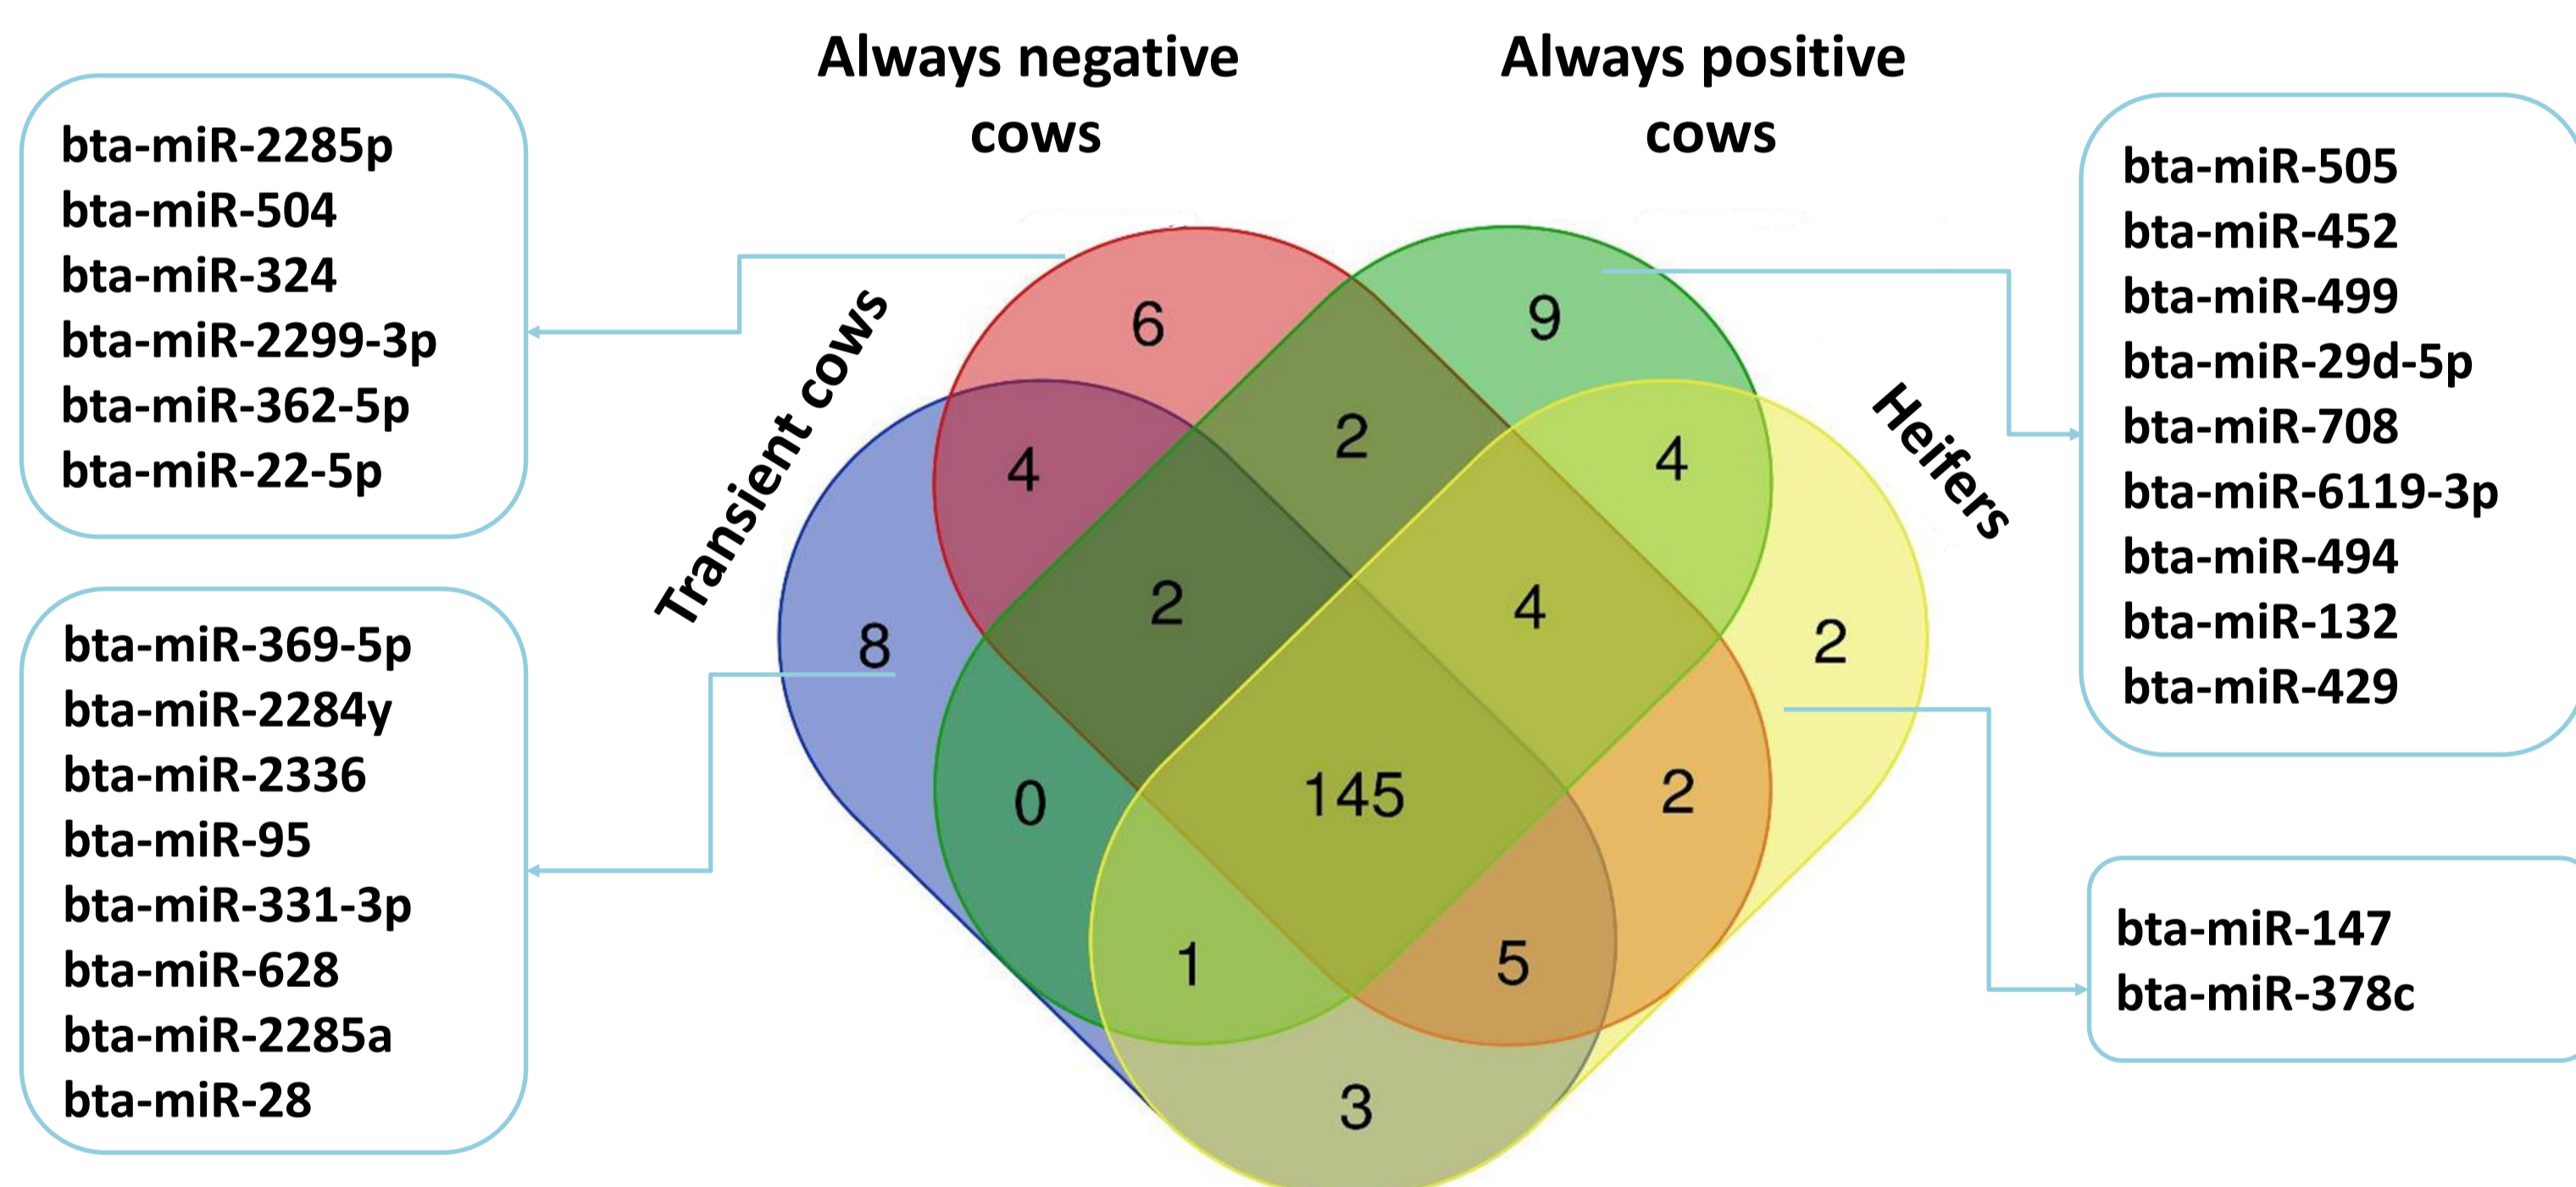 Always negative
cows
Always positive
cows
Transient cows
Heifers
bta-miR-2285p
bta-miR-504
bta-miR-324
bta-miR-2299-3p
bta-miR-362-5p
bta-miR-22-5p
bta-miR-369-5p
bta-miR-2284y
bta-miR-2336
bta-miR-95
bta-miR-331-3p
bta-miR-628
bta-miR-2285a
bta-miR-28
6
9
4
2
4
8
2
4
2
0
145
2
1
5
3
bta-miR-505
bta-miR-452
bta-miR-499
bta-miR-29d-5p
bta-miR-708
bta-miR-6119-3p
bta-miR-494
bta-miR-132
bta-miR-429
bta-miR-147
bta-miR-378c